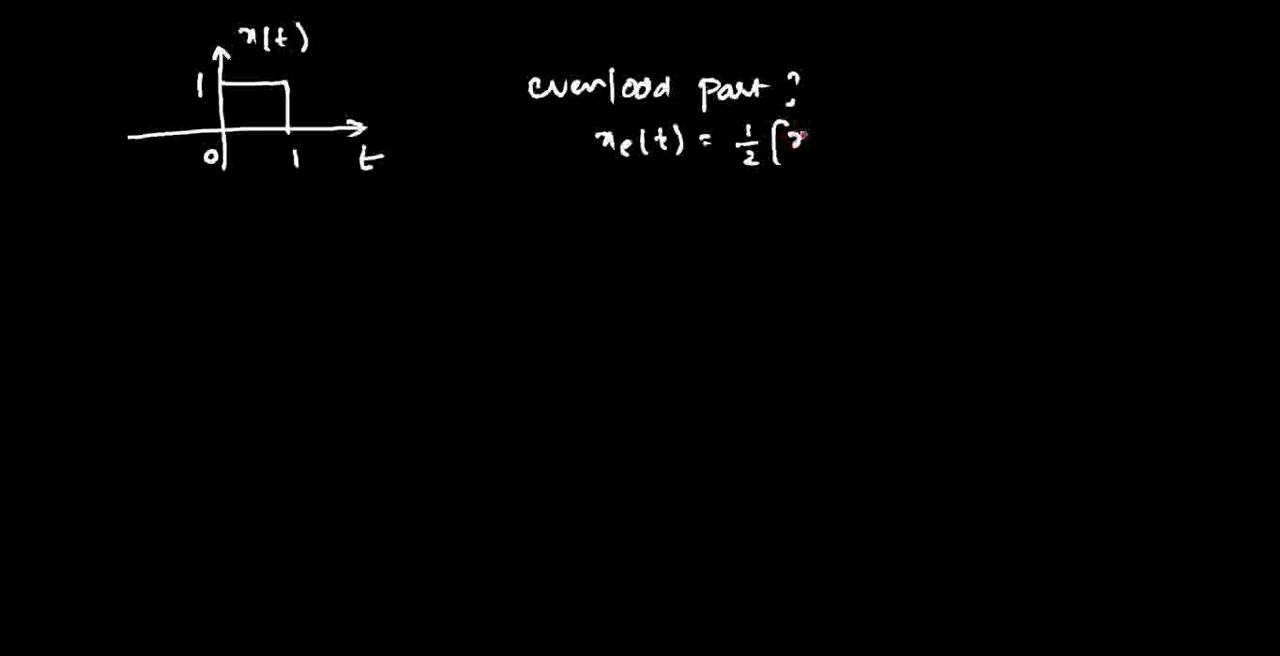 x(t)
1
0 1 t
even/odd part ?
xe(t) = 1/2 [x